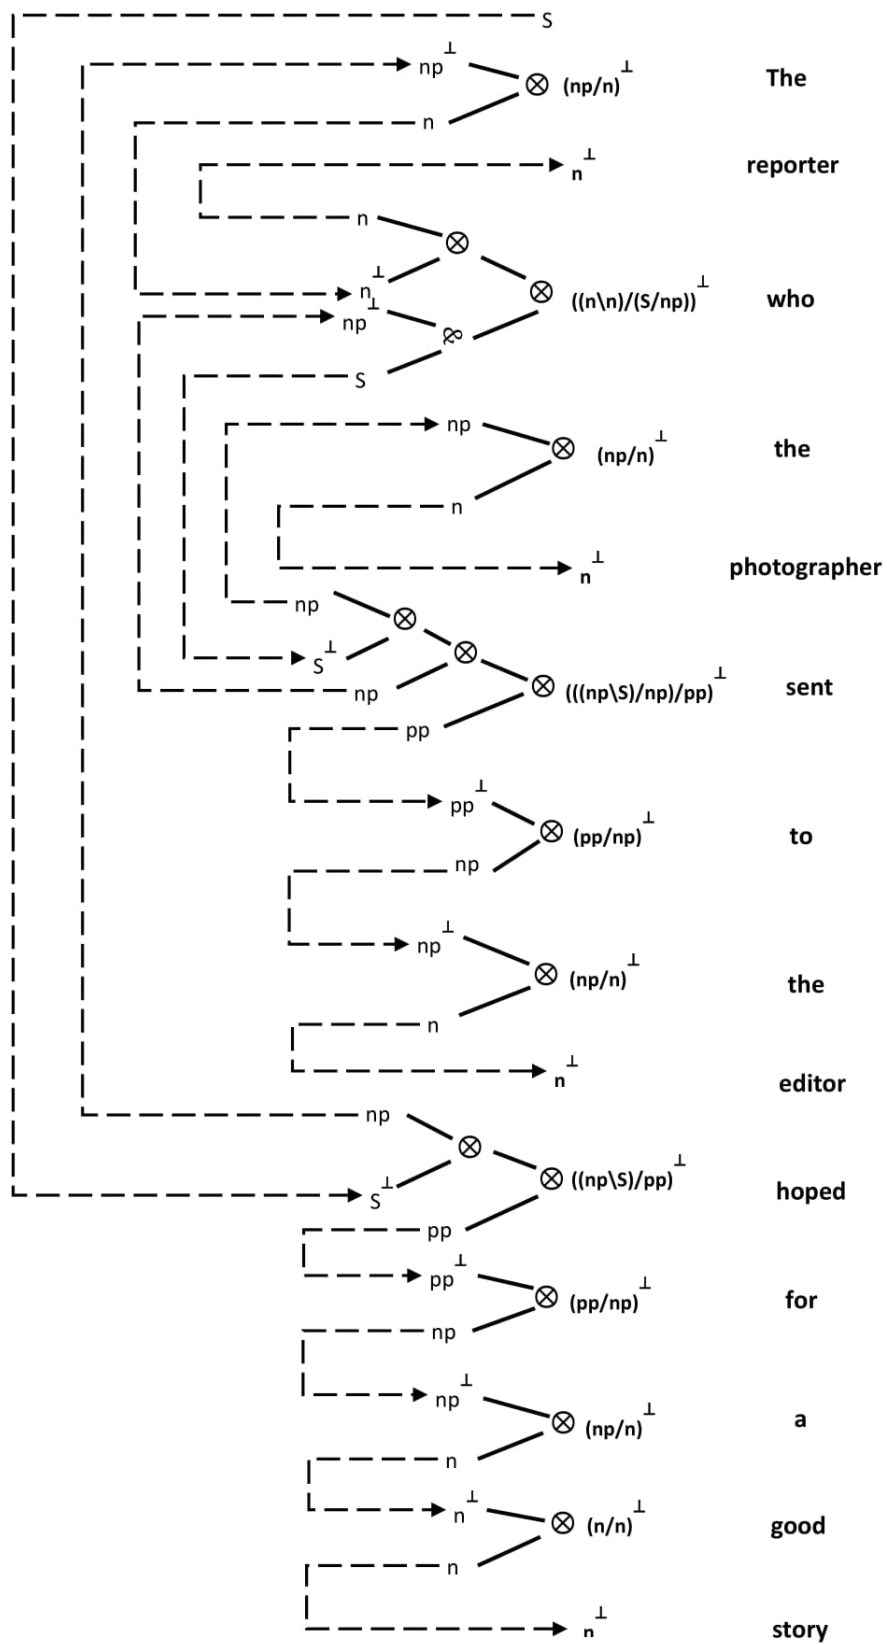 S
np⊥
⊗ (np/n)⊥ The
n
n⊥ reporter
n
⊗
n⊥
⊗ ((n\n)/(S/np))⊥ who
np⊥
⅋
S
np
⊗ (np/n)⊥ the
n
n⊥ photographer
np
⊗
S⊥
⊗
np
⊗ (((np\S)/np)/pp)⊥ sent
pp
pp⊥
⊗ (pp/np)⊥ to
np
np⊥
⊗ (np/n)⊥ the
n
n⊥ editor
np
⊗
S⊥
⊗ ((np\S)/pp)⊥ hoped
pp
pp⊥
⊗ (pp/np)⊥ for
np
np⊥
⊗ (np/n)⊥ a
n
n⊥
⊗ (n/n)⊥ good
n
n⊥ story